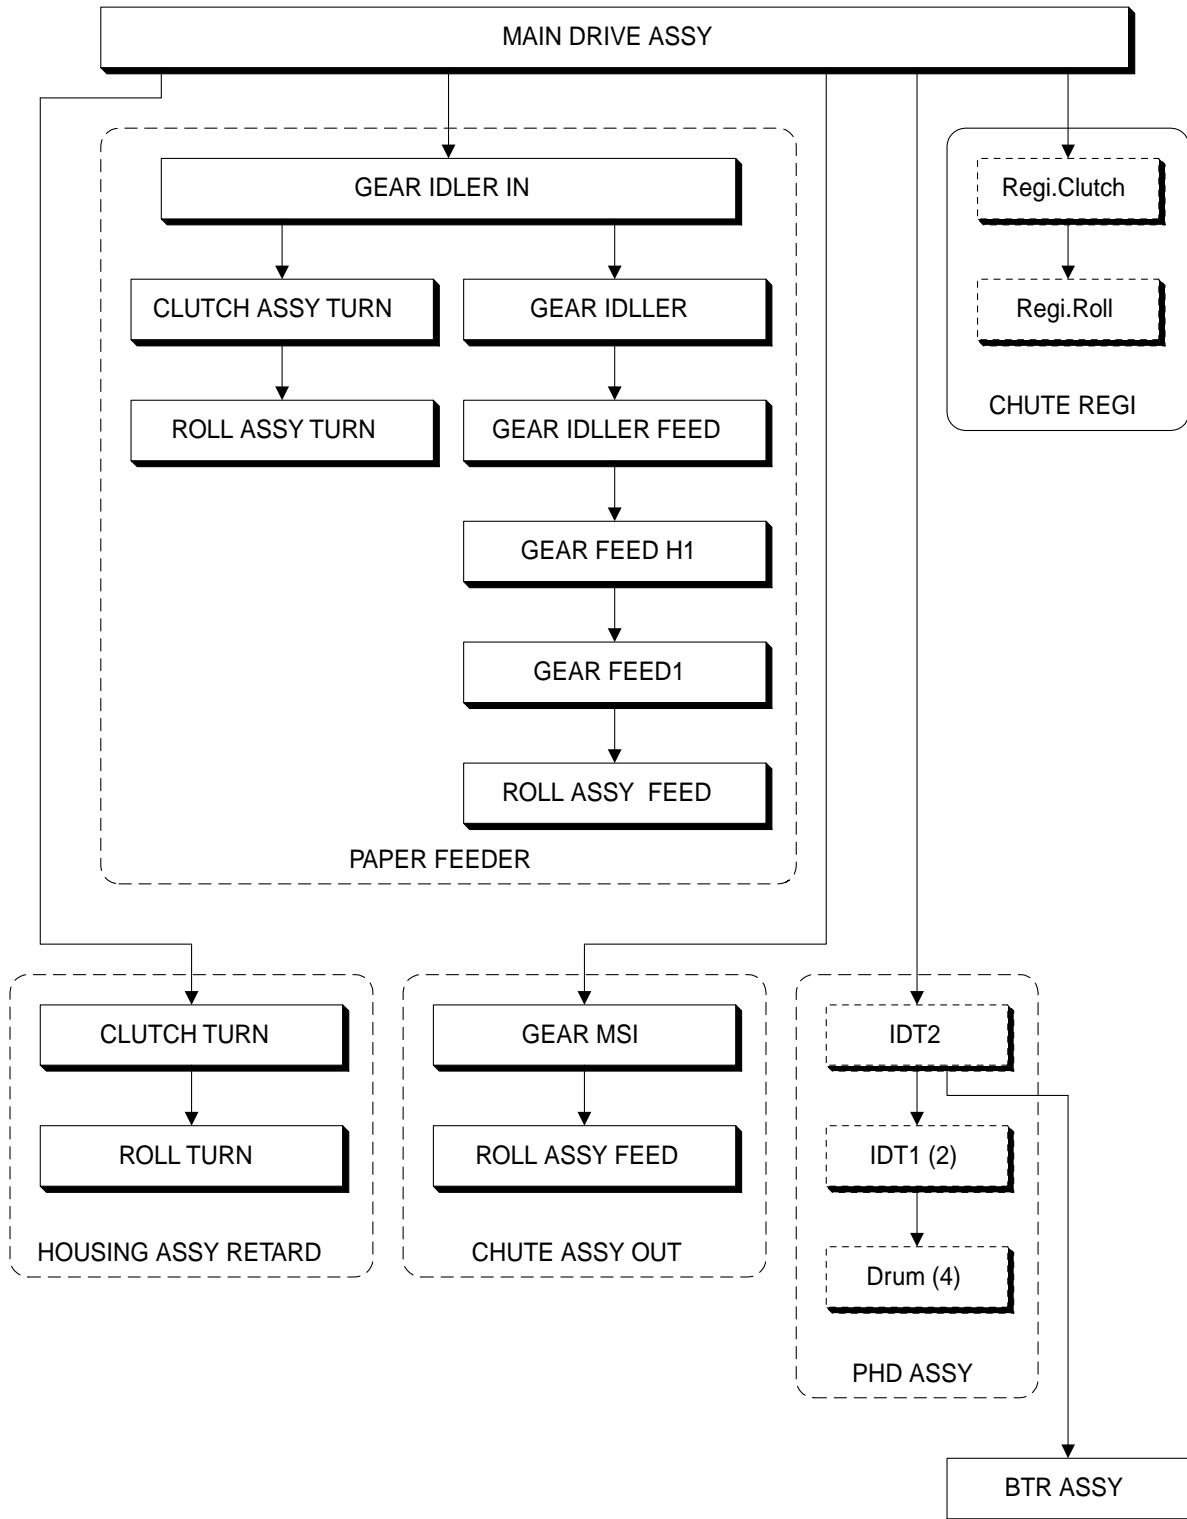 MAIN DRIVE ASSY
GEAR IDLER IN
Regi.Clutch
CLUTCH ASSY TURN
GEAR IDLLER
Regi.Roll
ROLL ASSY TURN
GEAR IDLLER FEED
CHUTE REGI
GEAR FEED H1
GEAR FEED1
ROLL ASSY  FEED
PAPER FEEDER
CLUTCH TURN
GEAR MSI
IDT2
ROLL TURN
ROLL ASSY FEED
IDT1 (2)
HOUSING ASSY RETARD
CHUTE ASSY OUT
Drum (4)
PHD ASSY
BTR ASSY